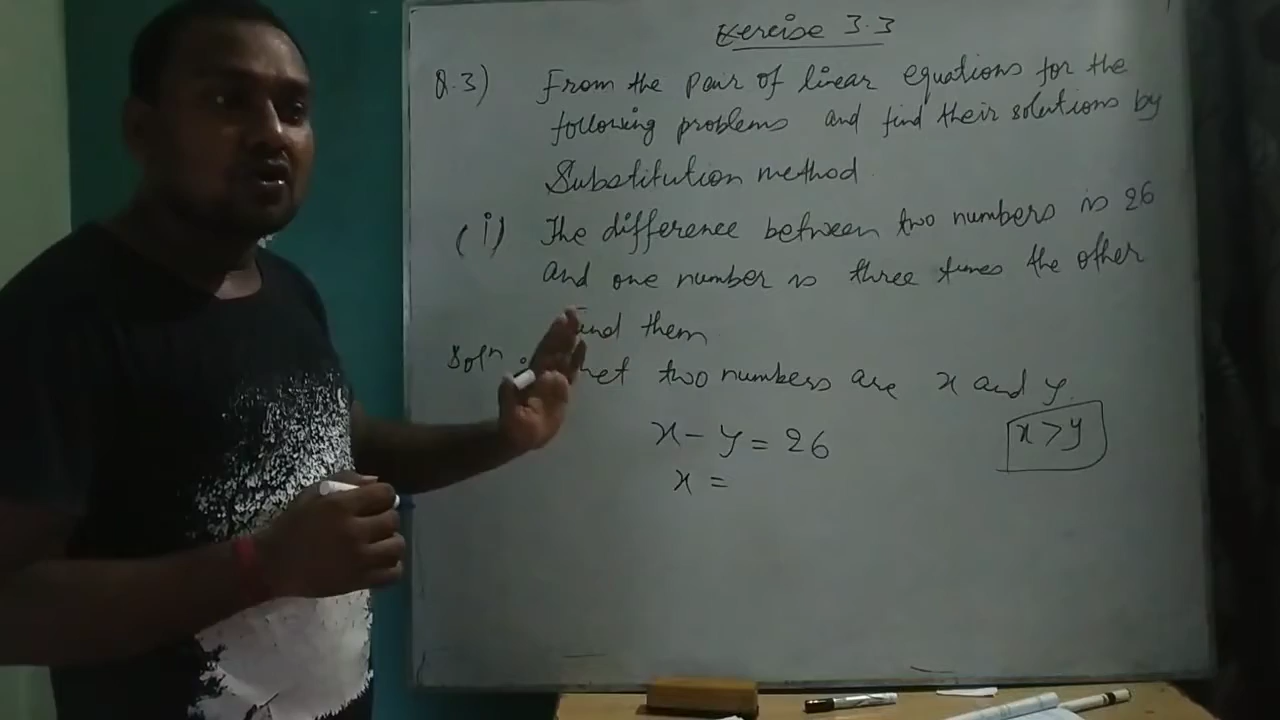 Exercise 3.3
Q.3) From the pair of linear equations for the
following problems and find their solutions by
Substitution method
(i) The difference between two numbers is 26
and one number is three times the other
find them
Solⁿ: Let two numbers are x and y.
x - y = 26
x > y
x =